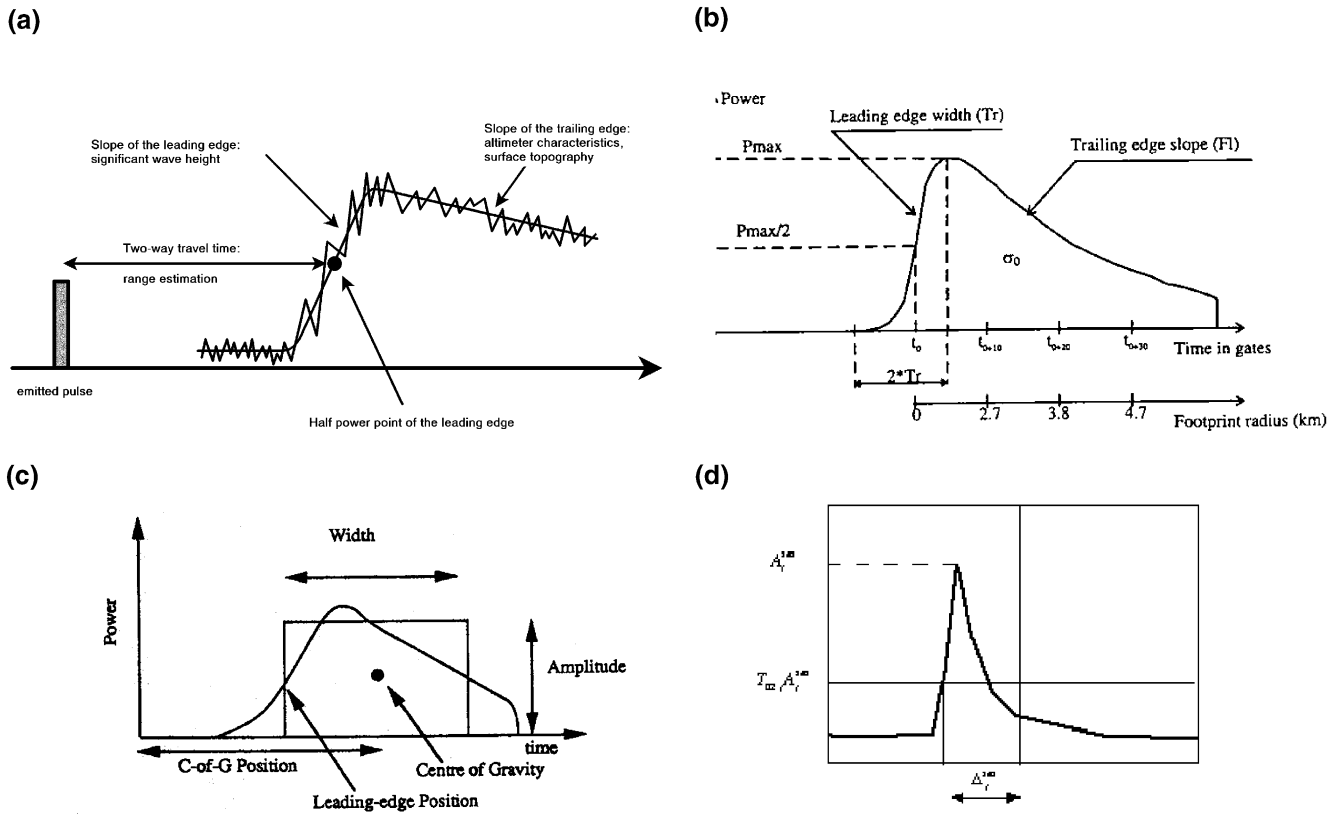 (a)
Slope of the leading edge:
significant wave height
Slope of the trailing edge:
altimeter characteristics,
surface topography
Two-way travel time:
range estimation
emitted pulse
Half power point of the leading edge
(b)
Power
Leading edge width (Tr)
Pmax
Trailing edge slope (Fl)
Pmax/2
σ0
t0
t0+10
t0+20
t0+30
Time in gates
2*Tr
0
2.7
3.8
4.7
Footprint radius (km)
(c)
Width
Power
Amplitude
time
C-of-G Position
Centre of Gravity
Leading-edge Position
(d)